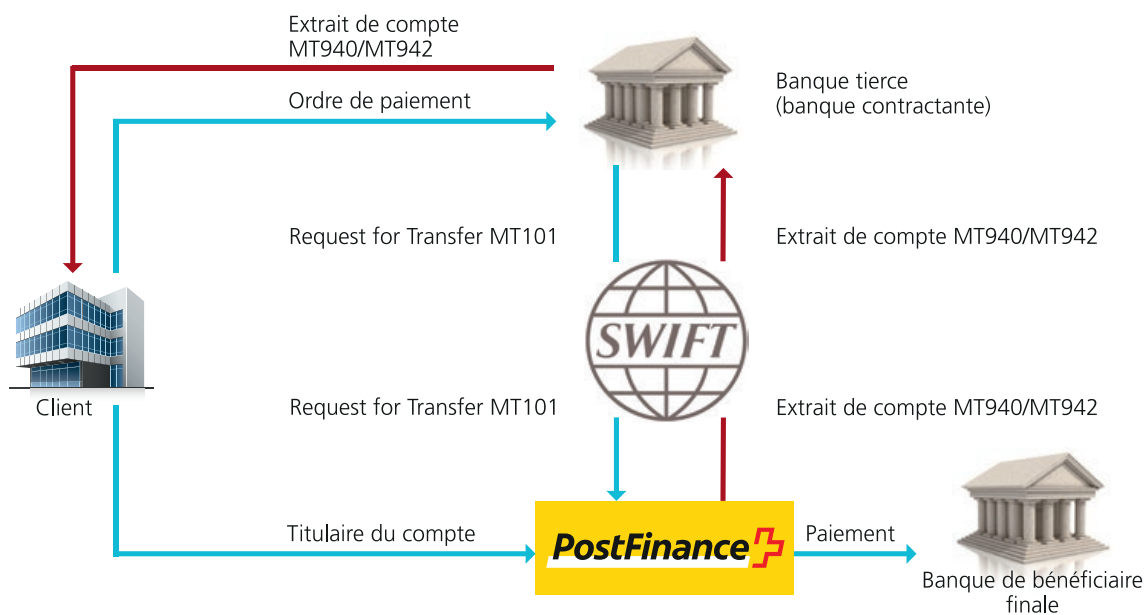 Extrait de compte
MT940/MT942
Ordre de paiement
Banque tierce
(banque contractante)
Request for Transfer MT101
Extrait de compte MT940/MT942
SWIFT
Client
Request for Transfer MT101
Extrait de compte MT940/MT942
Titulaire du compte
PostFinance
Paiement
Banque de bénéficiaire
finale